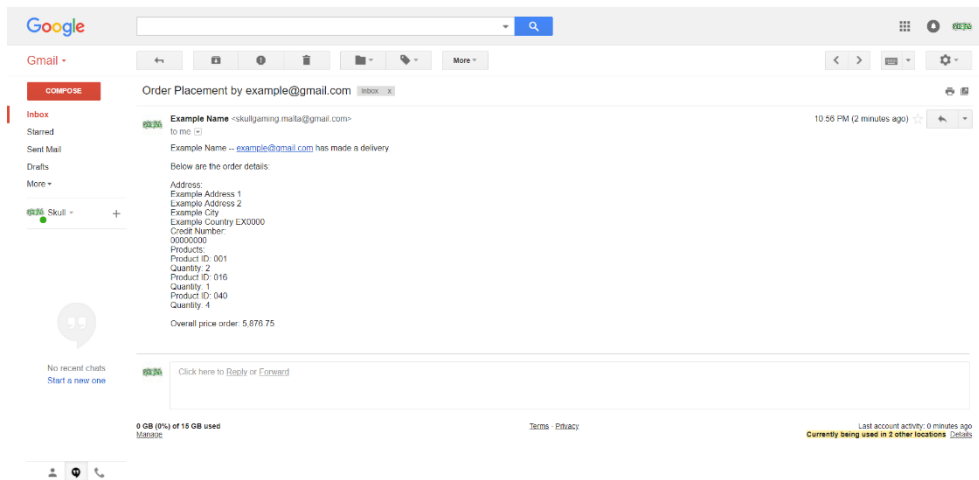 Google
Gmail
More
COMPOSE
Order Placement by example@gmail.com Inbox x
Inbox
Starred
Sent Mail
Drafts
More
Skull
Example Name <skullgaming.malta@gmail.com>
10:56 PM (2 minutes ago)
to me
Example Name -- example@gmail.com has made a delivery.
Below are the order details:
Address:
Example Address 1
Example Address 2
Example City
Example Country EX0000
Credit Number:
00000000
Products:
Product ID: 001
Quantity: 2
Product ID: 016
Quantity: 1
Product ID: 040
Quantity: 4
Overall price order: 5,876.75
No recent chats
Start a new one
Click here to Reply or Forward
0 GB (0%) of 15 GB used
Manage
Terms - Privacy
Last account activity: 0 minutes ago
Currently being used in 2 other locations Details